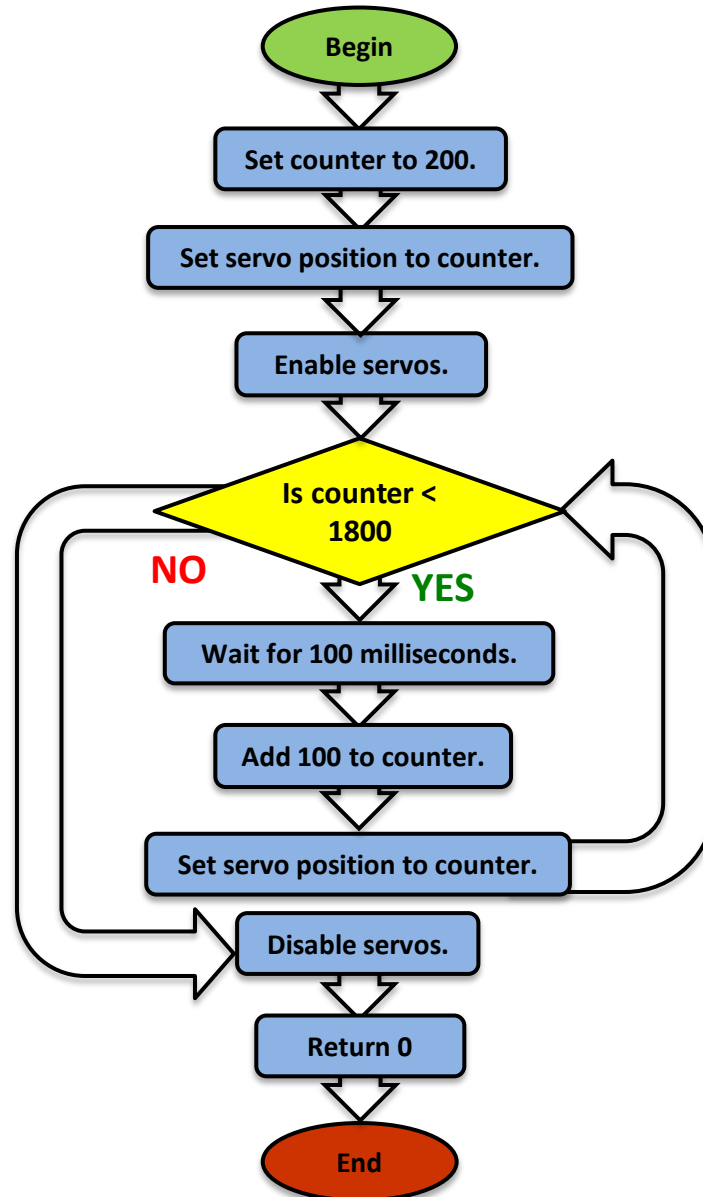 Begin
Set counter to 200.
Set servo position to counter.
Enable servos.
Is counter <
1800
NO
YES
Wait for 100 milliseconds.
Add 100 to counter.
Set servo position to counter.
Disable servos.
Return 0
End